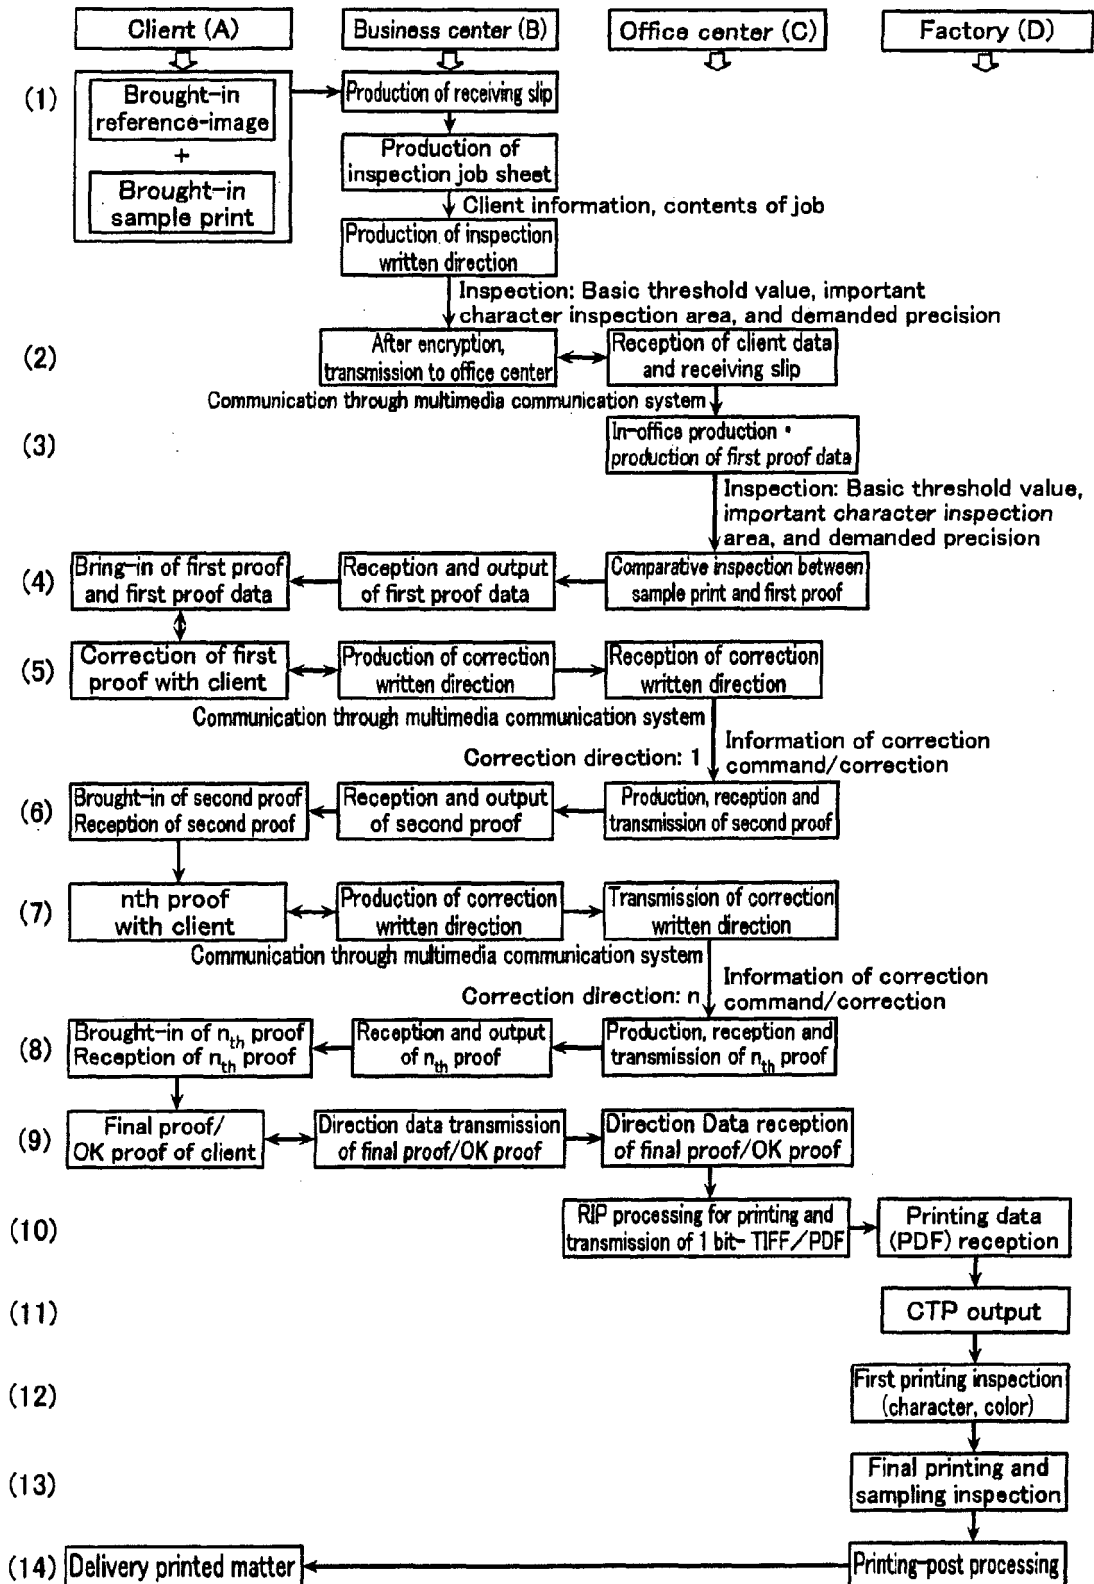 Client (A)
Business center (B)
Office center (C)
Factory (D)
(1)
Brought-in
reference-image
+
Brought-in
sample print
Production of receiving slip
Production of
inspection job sheet
Client information, contents of job
Production of inspection
written direction
Inspection: Basic threshold value, important
character inspection area, and demanded precision
(2)
After encryption,
transmission to office center
Reception of client data
and receiving slip
Communication through multimedia communication system
(3)
In-office production・
production of first proof data
Inspection: Basic threshold value,
important character inspection
area, and demanded precision
(4)
Bring-in of first proof
and first proof data
Reception and output
of first proof data
Comparative inspection between
sample print and first proof
(5)
Correction of first
proof with client
Production of correction
written direction
Reception of correction
written direction
Communication through multimedia communication system
Correction direction: 1
Information of correction
command/correction
(6)
Brought-in of second proof
Reception of second proof
Reception and output
of second proof
Production, reception and
transmission of second proof
(7)
nth proof
with client
Production of correction
written direction
Transmission of correction
written direction
Communication through multimedia communication system
Correction direction: n
Information of correction
command/correction
(8)
Brought-in of nth proof
Reception of nth proof
Reception and output
of nth proof
Production, reception and
transmission of nth proof
(9)
Final proof/
OK proof of client
Direction data transmission
of final proof/OK proof
Direction Data reception
of final proof/OK proof
(10)
RIP processing for printing and
transmission of 1 bit- TIFF/PDF
Printing data
(PDF) reception
(11)
CTP output
(12)
First printing inspection
(character, color)
(13)
Final printing and
sampling inspection
(14)
Delivery printed matter
Printing-post processing